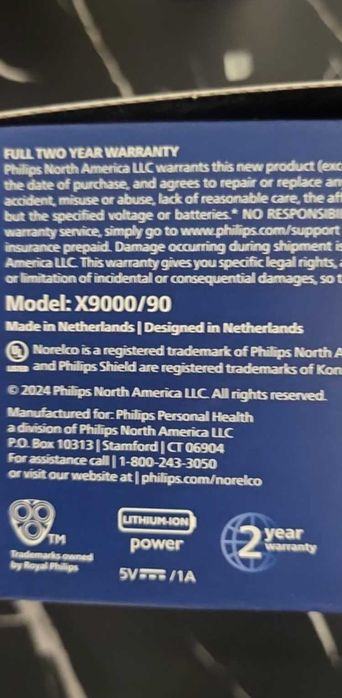 FULL TWO YEAR WARRANTY
Philips North America LLC warrants this new product (exc
the date of purchase, and agrees to repair or replace an
accident, misuse or abuse, lack of reasonable care, the aff
but the specified voltage or batteries.* NO RESPONSIBI
warranty service, simply go to www.philips.com/support
insurance prepaid. Damage occurring during shipment is
America LLC. This warranty gives you specific legal rights, a
or limitation of incidental or consequential damages, so t
Model: X9000/90
Made in Netherlands | Designed in Netherlands
UL LISTED Norelco is a registered trademark of Philips North A
and Philips Shield are registered trademarks of Kon
© 2024 Philips North America LLC. All rights reserved.
Manufactured for: Philips Personal Health
a division of Philips North America LLC
P.O. Box 10313 | Stamford | CT 06904
For assistance call | 1-800-243-3050
or visit our website at | philips.com/norelco
TM
Trademarks owned
by Royal Philips
LITHIUM-ION
power
5V⎓/1A
2 year
warranty